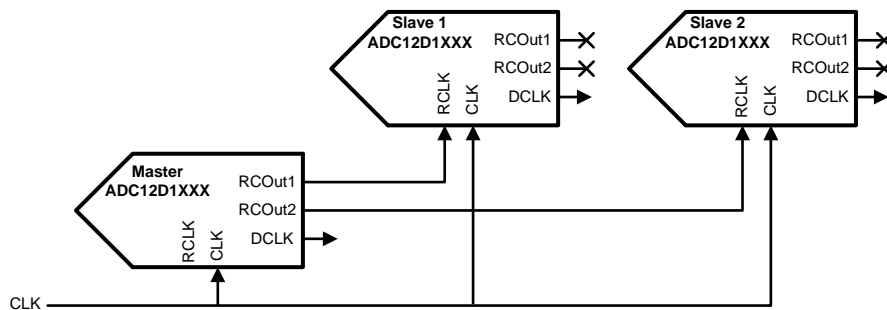 Slave 1
ADC12D1XXX
RCOut1
RCOut2
DCLK
RCLK
CLK
Slave 2
ADC12D1XXX
RCOut1
RCOut2
DCLK
RCLK
CLK
Master
ADC12D1XXX
RCOut1
RCOut2
DCLK
RCLK
CLK
CLK